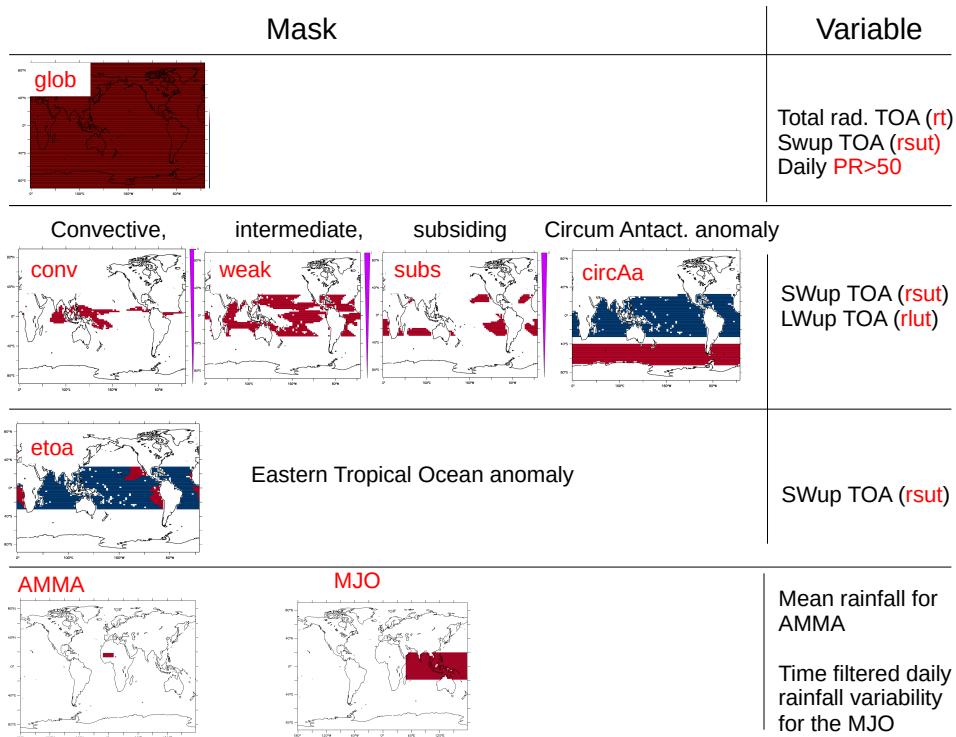 Mask
Variable
glob
Total rad. TOA (rt)
Swup TOA (rsut)
Daily PR>50
Convective,
intermediate,
subsiding
Circum Antact. anomaly
conv
weak
subs
circAa
SWup TOA (rsut)
LWup TOA (rlut)
etoa
Eastern Tropical Ocean anomaly
SWup TOA (rsut)
AMMA
MJO
Mean rainfall for
AMMA
Time filtered daily
rainfall variability
for the MJO